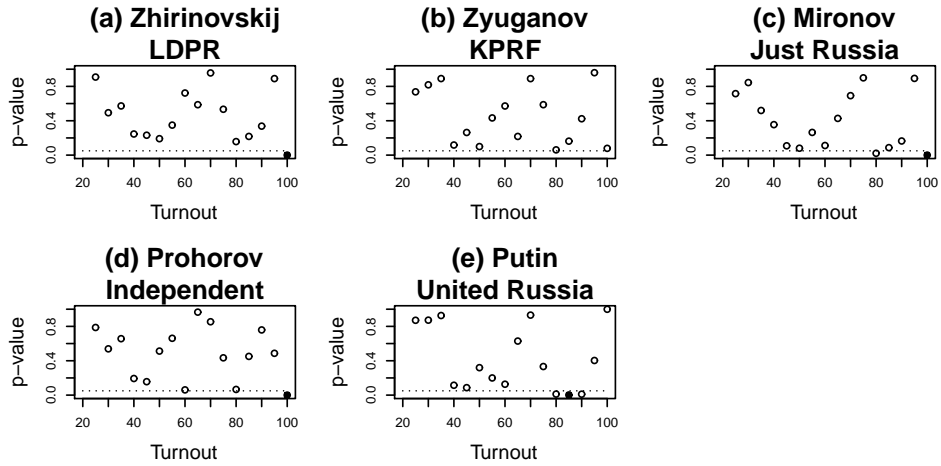 (a) Zhirinovskij
LDPR
p−value
0.0 0.4 0.8
20 40 60 80 100
Turnout
(b) Zyuganov
KPRF
p−value
0.0 0.4 0.8
20 40 60 80 100
Turnout
(c) Mironov
Just Russia
p−value
0.0 0.4 0.8
20 40 60 80 100
Turnout
(d) Prohorov
Independent
p−value
0.0 0.4 0.8
20 40 60 80 100
Turnout
(e) Putin
United Russia
p−value
0.0 0.4 0.8
20 40 60 80 100
Turnout